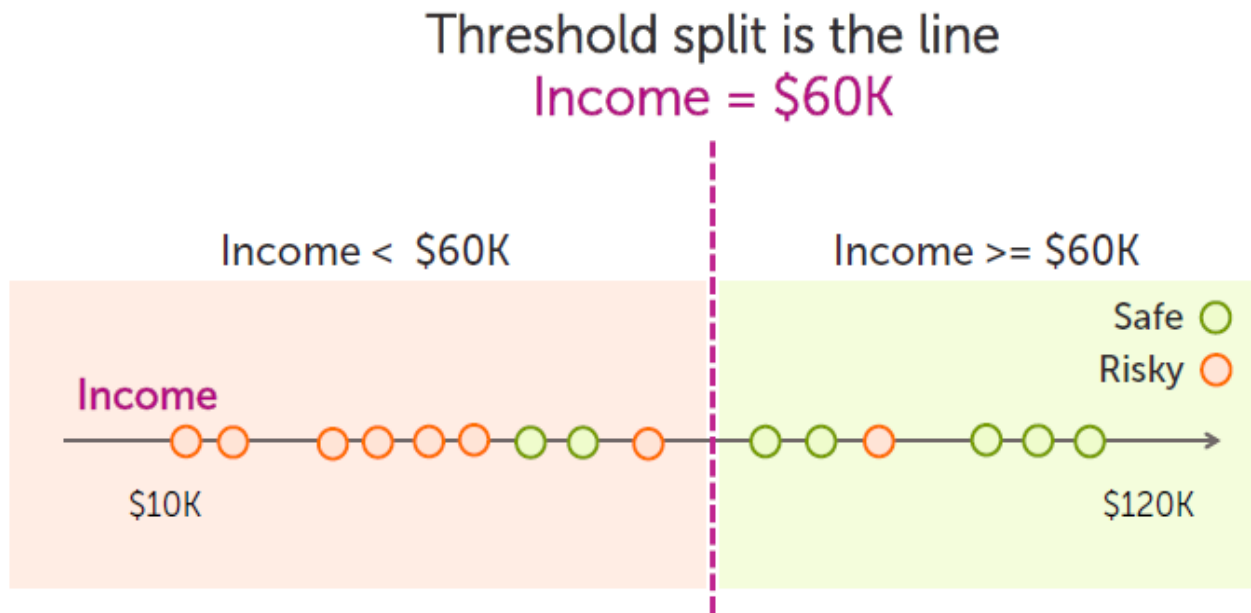 Threshold split is the line
Income = $60K
Income < $60K
Income >= $60K
Safe
Risky
Income
$10K
$120K